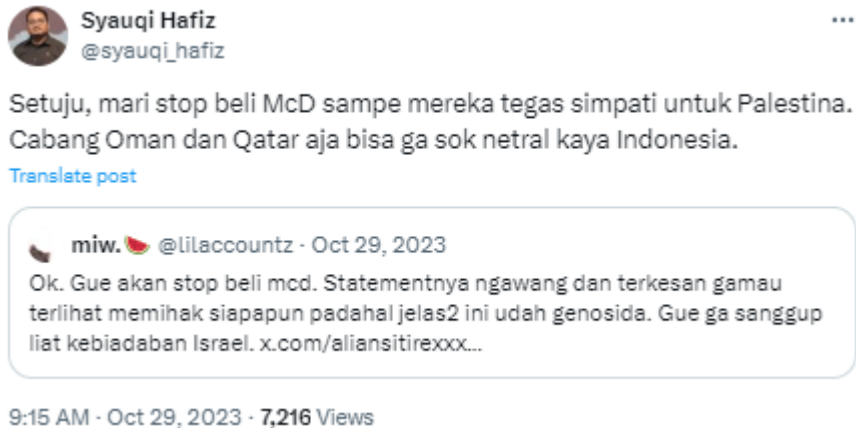 Syauqi Hafiz
@syauqi_hafiz
Setuju, mari stop beli McD sampe mereka tegas simpati untuk Palestina.
Cabang Oman dan Qatar aja bisa ga sok netral kaya Indonesia.
Translate post
miw.🍉 @lilaccountz · Oct 29, 2023
Ok. Gue akan stop beli mcd. Statementnya ngawang dan terkesan gamau
terlihat memihak siapapun padahal jelas2 ini udah genosida. Gue ga sanggup
liat kebiadaban Israel. x.com/aliansitirexxx...
9:15 AM · Oct 29, 2023 · 7,216 Views